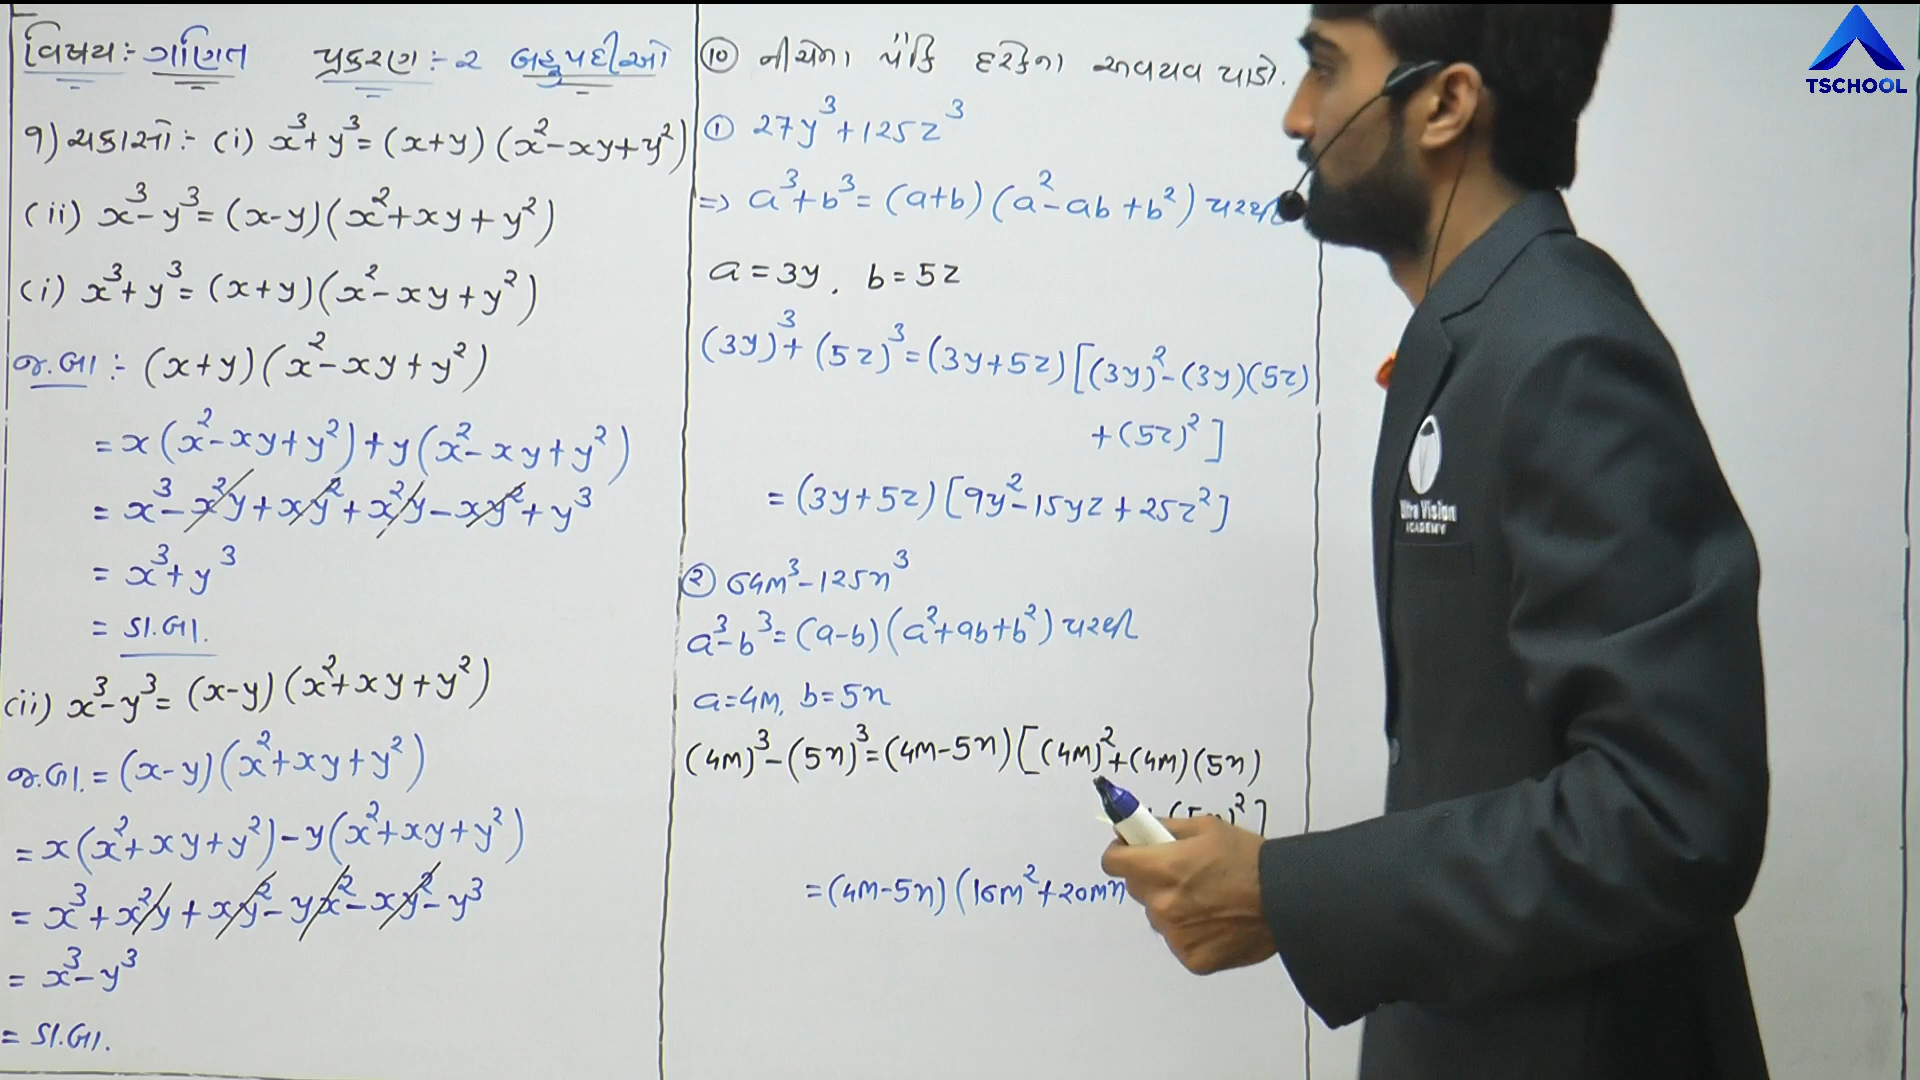 વિષય:- ગણિત પ્રકરણ:- ૨ બહુપદીઓ
૧) ચકાસો:- (i) x³+y³=(x+y)(x²-xy+y²)
(ii) x³-y³=(x-y)(x²+xy+y²)
(i) x³+y³=(x+y)(x²-xy+y²)
જ.બા :- (x+y)(x²-xy+y²)
=x(x²-xy+y²)+y(x²-xy+y²)
=x³-x²y+xy²+x²y-xy²+y³
=x³+y³
=ડા.બા.
(ii) x³-y³=(x-y)(x²+xy+y²)
જ.બા.=(x-y)(x²+xy+y²)
=x(x²+xy+y²)-y(x²+xy+y²)
=x³+x²y+xy²-yx²-xy²-y³
=x³-y³
=ડા.બા.
૧૦ નીચેના પૈકિ દરેકના અવયવ પાડો.
① 27y³+125z³
=> a³+b³=(a+b)(a²-ab+b²) પરથી
a=3y, b=5z
(3y)³+(5z)³=(3y+5z)[(3y)²-(3y)(5z)
+(5z)²]
=(3y+5z)[9y²-15yz+25z²]
૨ 64m³-125n³
a³-b³=(a-b)(a²+ab+b²) પરથી
a=4m, b=5n
(4m)³-(5n)³=(4m-5n)[(4m)²+(4m)(5n)
)²]
=(4m-5n)(16m²+20mn
TSCHOOL
Vision
ACADEMY